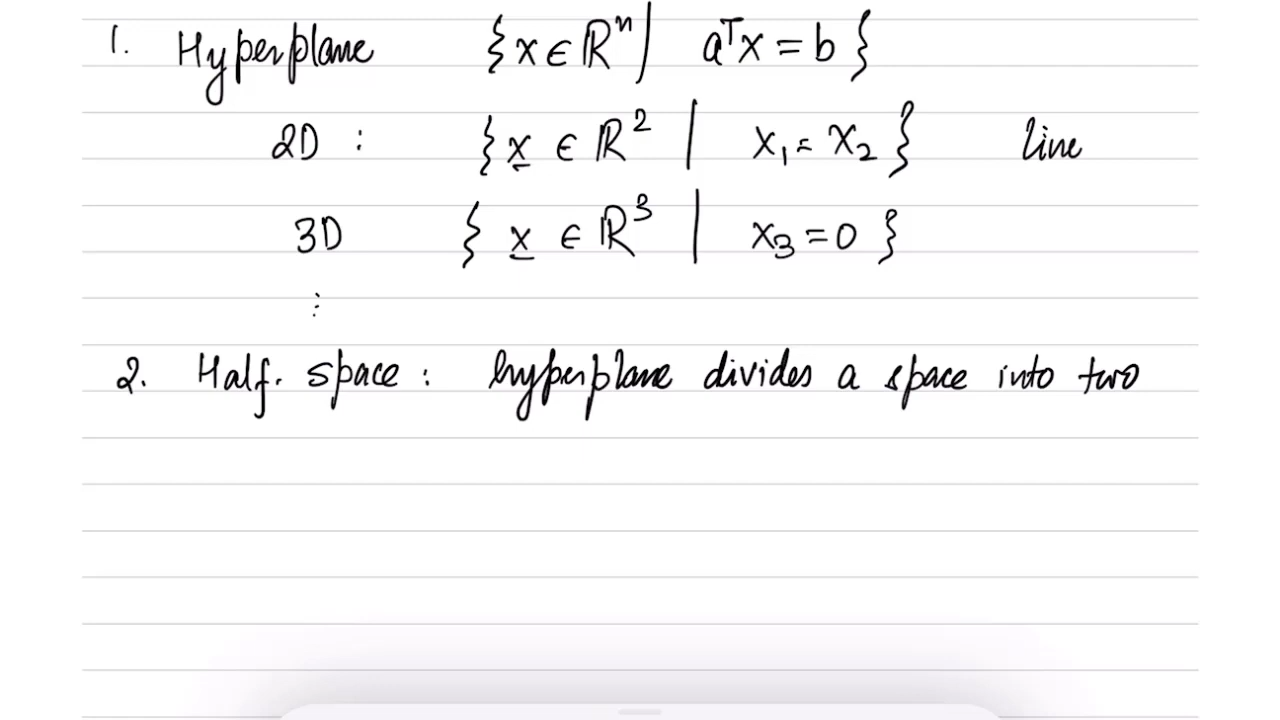 1. Hyperplane {x ∈ ℝⁿ | aᵀx = b}
2D : {x ∈ ℝ² | x₁ = x₂} line
3D {x ∈ ℝ³ | x₃ = 0}
⋮
2. Half-space : hyperplane divides a space into two